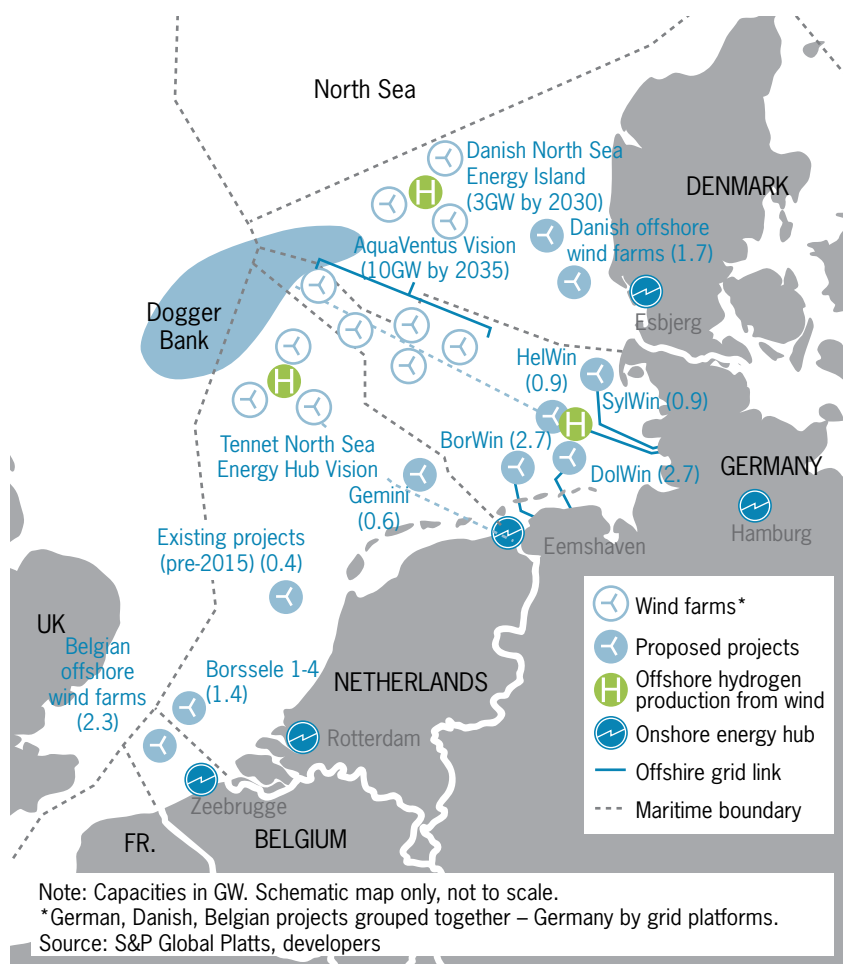 North Sea
Danish North Sea
Energy Island
(3GW by 2030)
DENMARK
AquaVentus Vision
(10GW by 2035)
Danish offshore
wind farms (1.7)
Dogger
Bank
Esbjerg
HelWin
(0.9)
SylWin (0.9)
H
H
H
Tennet North Sea
Energy Hub Vision
BorWin (2.7)
DolWin (2.7)
GERMANY
Gemini
(0.6)
Hamburg
Eemshaven
Existing projects
(pre-2015) (0.4)
UK
Belgian
offshore
wind farms
(2.3)
Borssele 1-4
(1.4)
NETHERLANDS
Rotterdam
Zeebrugge
FR.
BELGIUM
Wind farms*
Proposed projects
H Offshore hydrogen
production from wind
Onshore energy hub
Offshire grid link
Maritime boundary
Note: Capacities in GW. Schematic map only, not to scale.
*German, Danish, Belgian projects grouped together – Germany by grid platforms.
Source: S&P Global Platts, developers